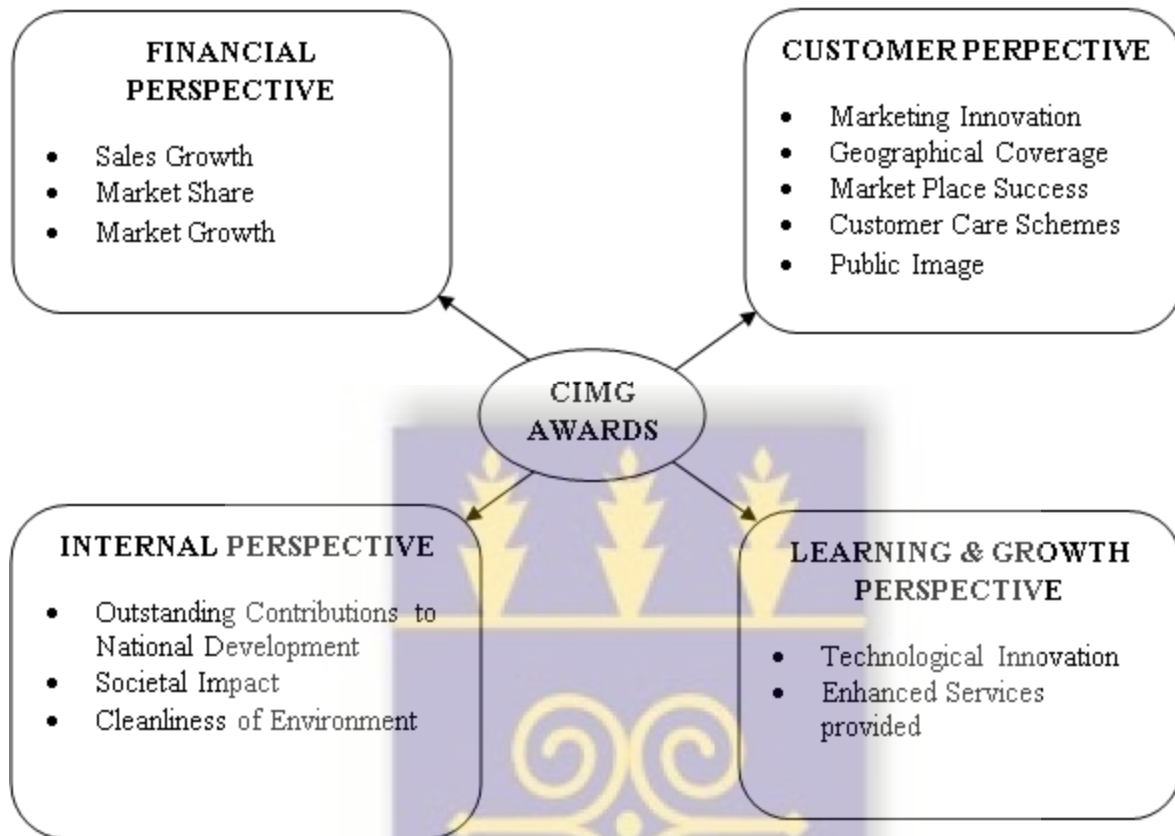 FINANCIAL
PERSPECTIVE
• Sales Growth
• Market Share
• Market Growth
CUSTOMER PERPECTIVE
• Marketing Innovation
• Geographical Coverage
• Market Place Success
• Customer Care Schemes
• Public Image
CIMG
AWARDS
INTERNAL PERSPECTIVE
• Outstanding Contributions to
National Development
• Societal Impact
• Cleanliness of Environment
LEARNING & GROWTH
PERSPECTIVE
• Technological Innovation
• Enhanced Services
provided